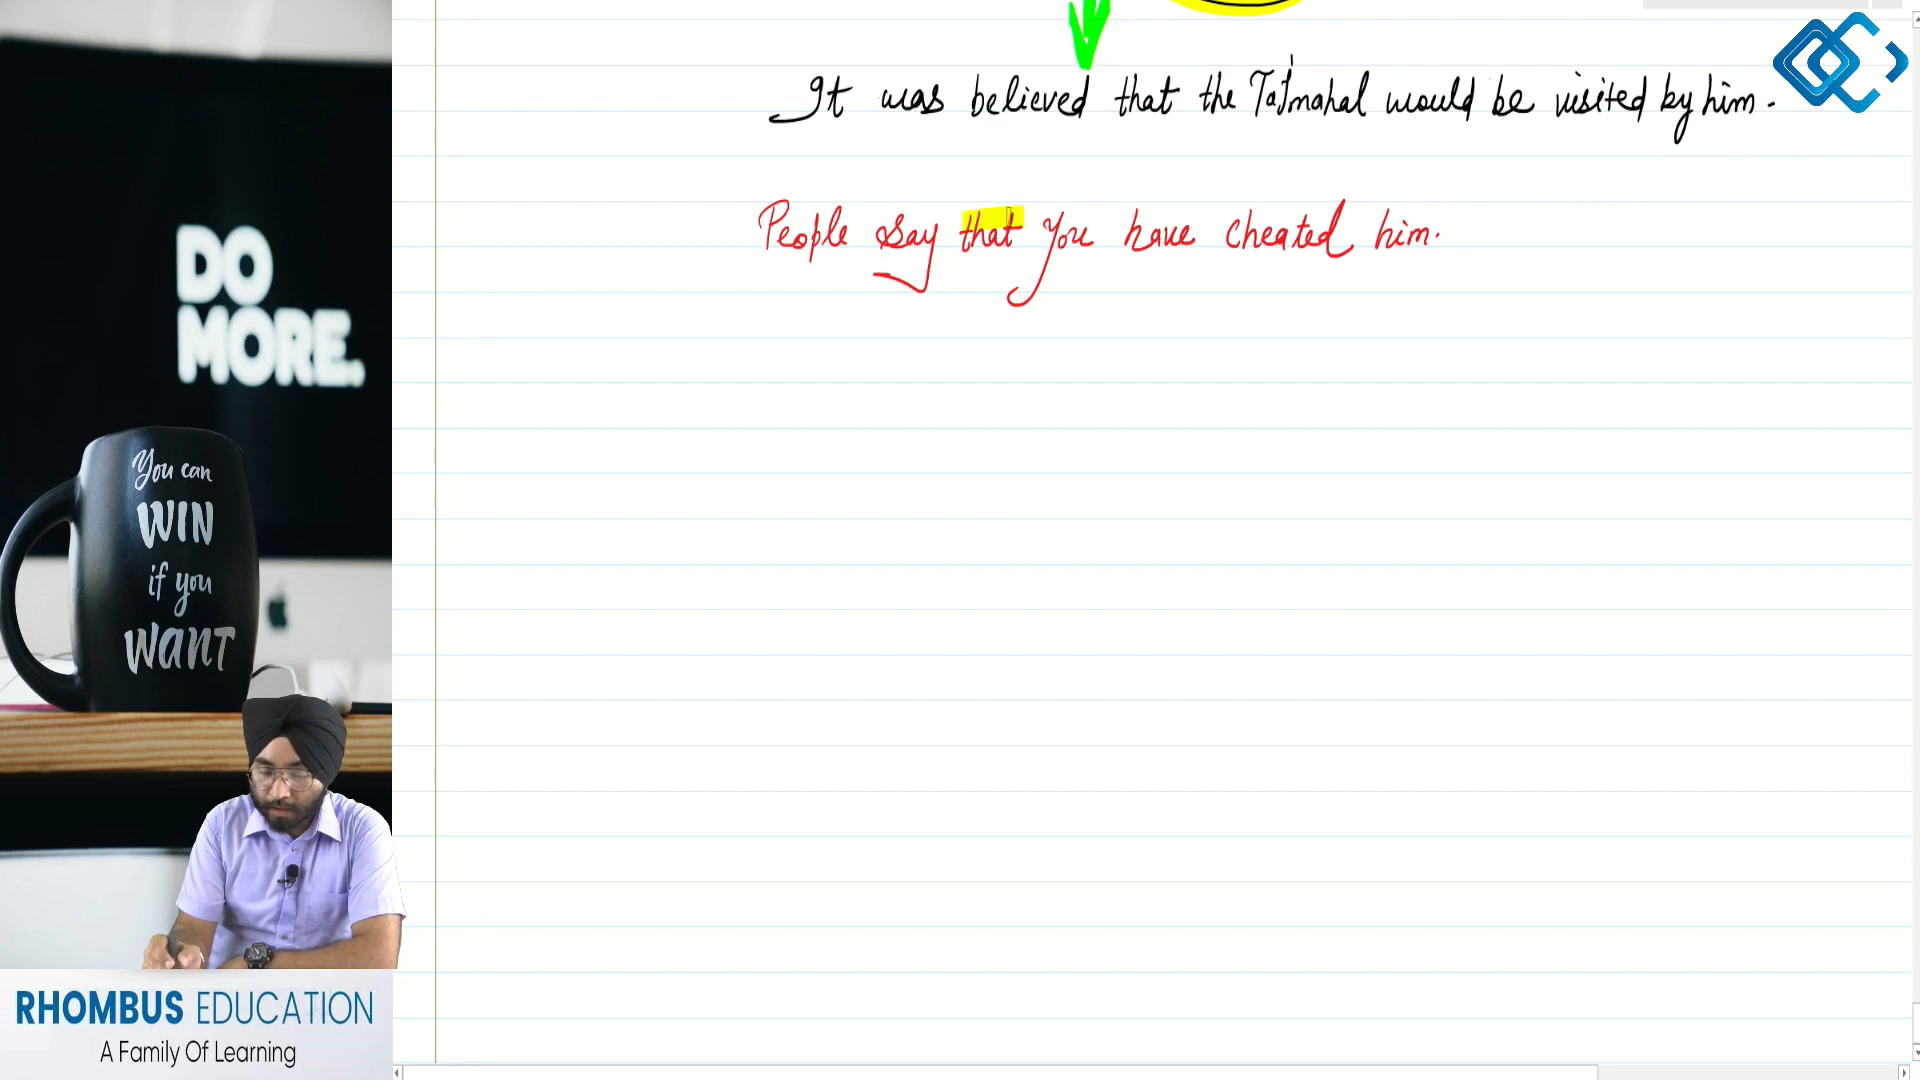 It was believed that the Tajmahal would be visited by him.
People say that you have cheated him.
DO
MORE.
You can
WIN
if you
WANT
RHOMBUS EDUCATION
A Family Of Learning